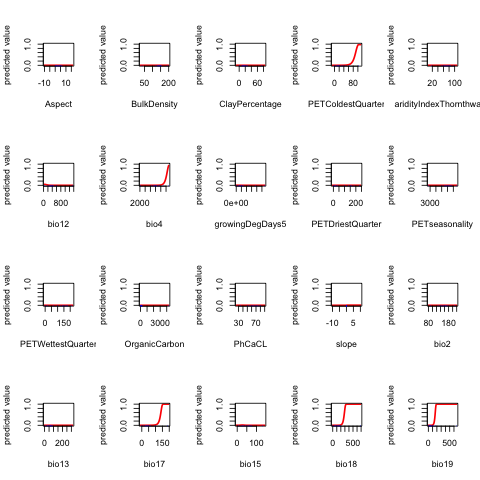 predicted value 0.0 1.0 -10 10 Aspect
predicted value 0.0 1.0 50 200 BulkDensity
predicted value 0.0 1.0 0 60 ClayPercentage
predicted value 0.0 1.0 0 80 PETColdestQuarter
predicted value 0.0 1.0 20 100 aridityIndexThornthwa
predicted value 0.0 1.0 0 800 bio12
predicted value 0.0 1.0 2000 bio4
predicted value 0.0 1.0 0e+00 growingDegDays5
predicted value 0.0 1.0 0 200 PETDriestQuarter
predicted value 0.0 1.0 3000 PETseasonality
predicted value 0.0 1.0 0 150 PETWettestQuarter
predicted value 0.0 1.0 0 3000 OrganicCarbon
predicted value 0.0 1.0 30 70 PhCaCL
predicted value 0.0 1.0 -10 5 slope
predicted value 0.0 1.0 80 180 bio2
predicted value 0.0 1.0 0 200 bio13
predicted value 0.0 1.0 0 150 bio17
predicted value 0.0 1.0 0 100 bio15
predicted value 0.0 1.0 0 500 bio18
predicted value 0.0 1.0 0 500 bio19